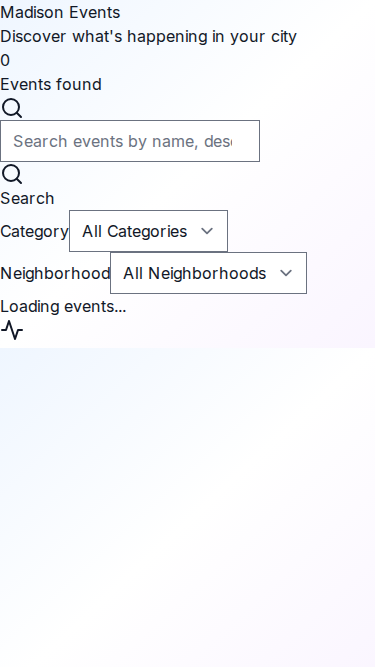 Madison Events
Discover what's happening in your city
0
Events found
Search events by name, des
Search
Category All Categories
Neighborhood All Neighborhoods
Loading events...